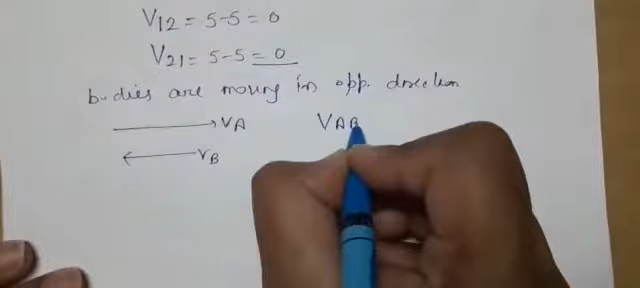 V12 = 5-5 = 0
V21 = 5-5 = 0
bodies are moving in opp. direction
VA VAB
VB